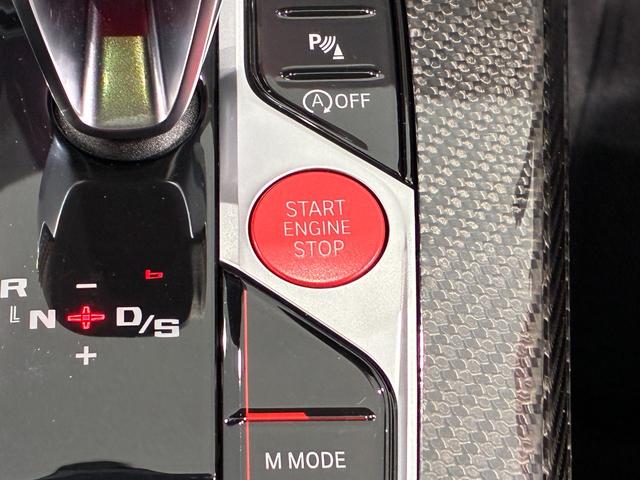 P
A OFF
START
ENGINE
STOP
R −
N D/S
+
M MODE